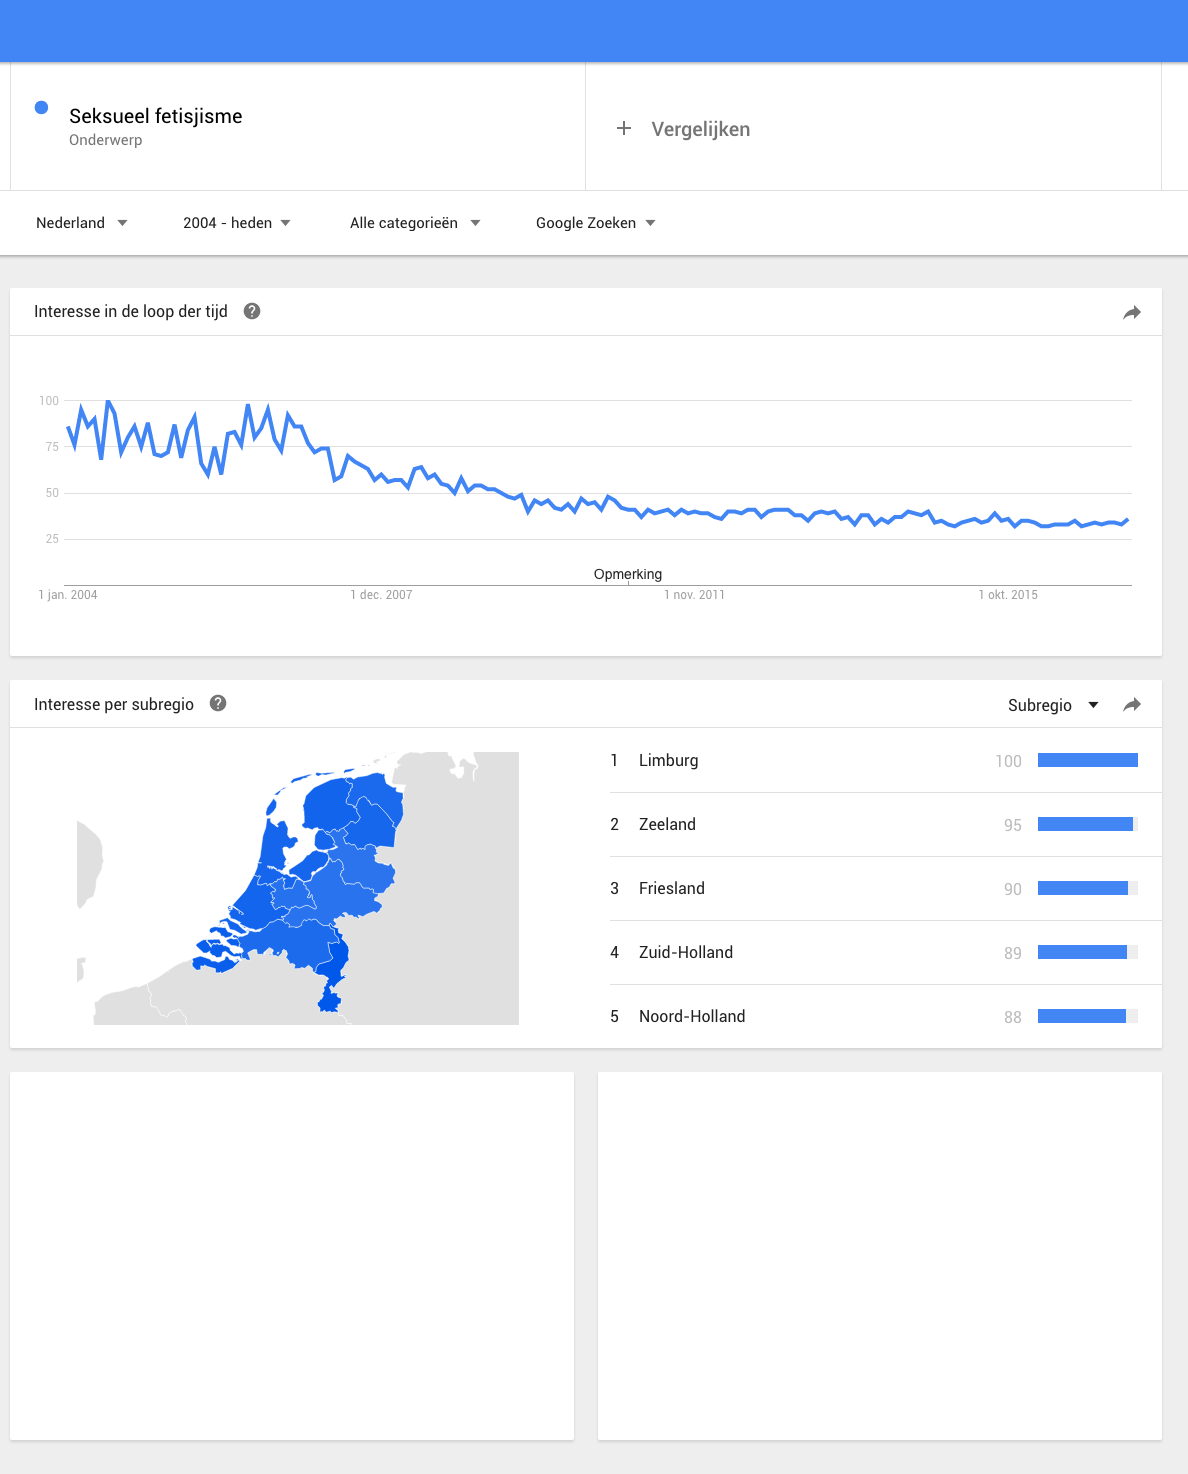 Seksueel fetisjisme
Onderwerp
Vergelijken
Nederland 2004 - heden Alle categorieën Google Zoeken
Interesse in de loop der tijd
100
75
50
25
Opmerking
1 jan. 2004 1 dec. 2007 1 nov. 2011 1 okt. 2015
Interesse per subregio Subregio
1 Limburg 100
2 Zeeland 95
3 Friesland 90
4 Zuid-Holland 89
5 Noord-Holland 88